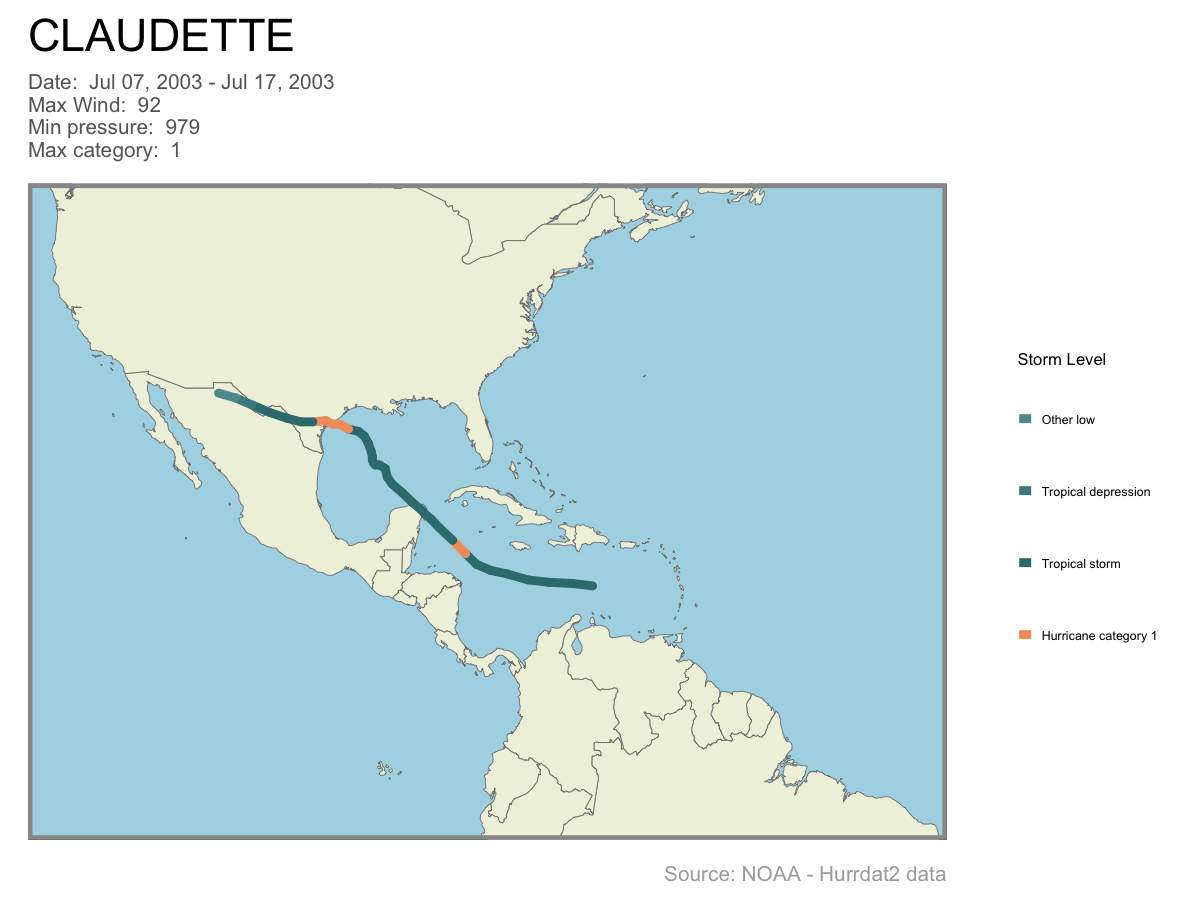 CLAUDETTE
Date:  Jul 07, 2003 - Jul 17, 2003
Max Wind:  92
Min pressure:  979
Max category:  1
Storm Level
Other low
Tropical depression
Tropical storm
Hurricane category 1
Source: NOAA - Hurrdat2 data